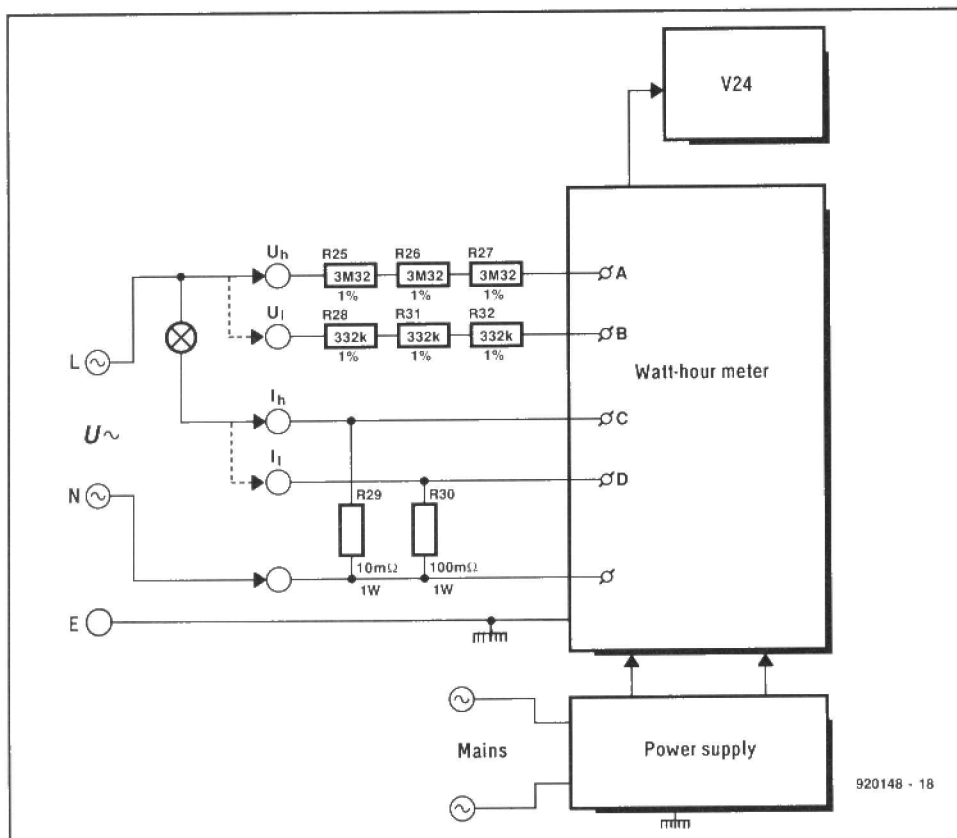 V24
Uh
R25
R26
R27
3M32
3M32
3M32
A
1%
1%
1%
Ul
R28
R31
R32
332k
332k
332k
B
1%
1%
1%
L
Watt-hour meter
Ih
C
U~
Il
D
N
R29
R30
10mΩ
100mΩ
1W
1W
E
Mains
Power supply
920148 - 18